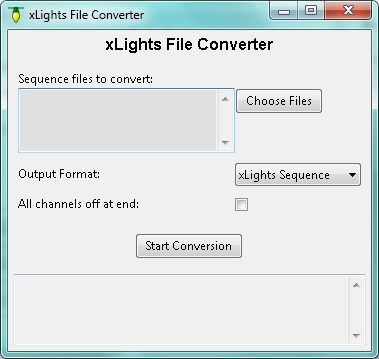 xLights File Converter
xLights File Converter
Sequence files to convert:
Choose Files
Output Format:
xLights Sequence
All channels off at end:
Start Conversion